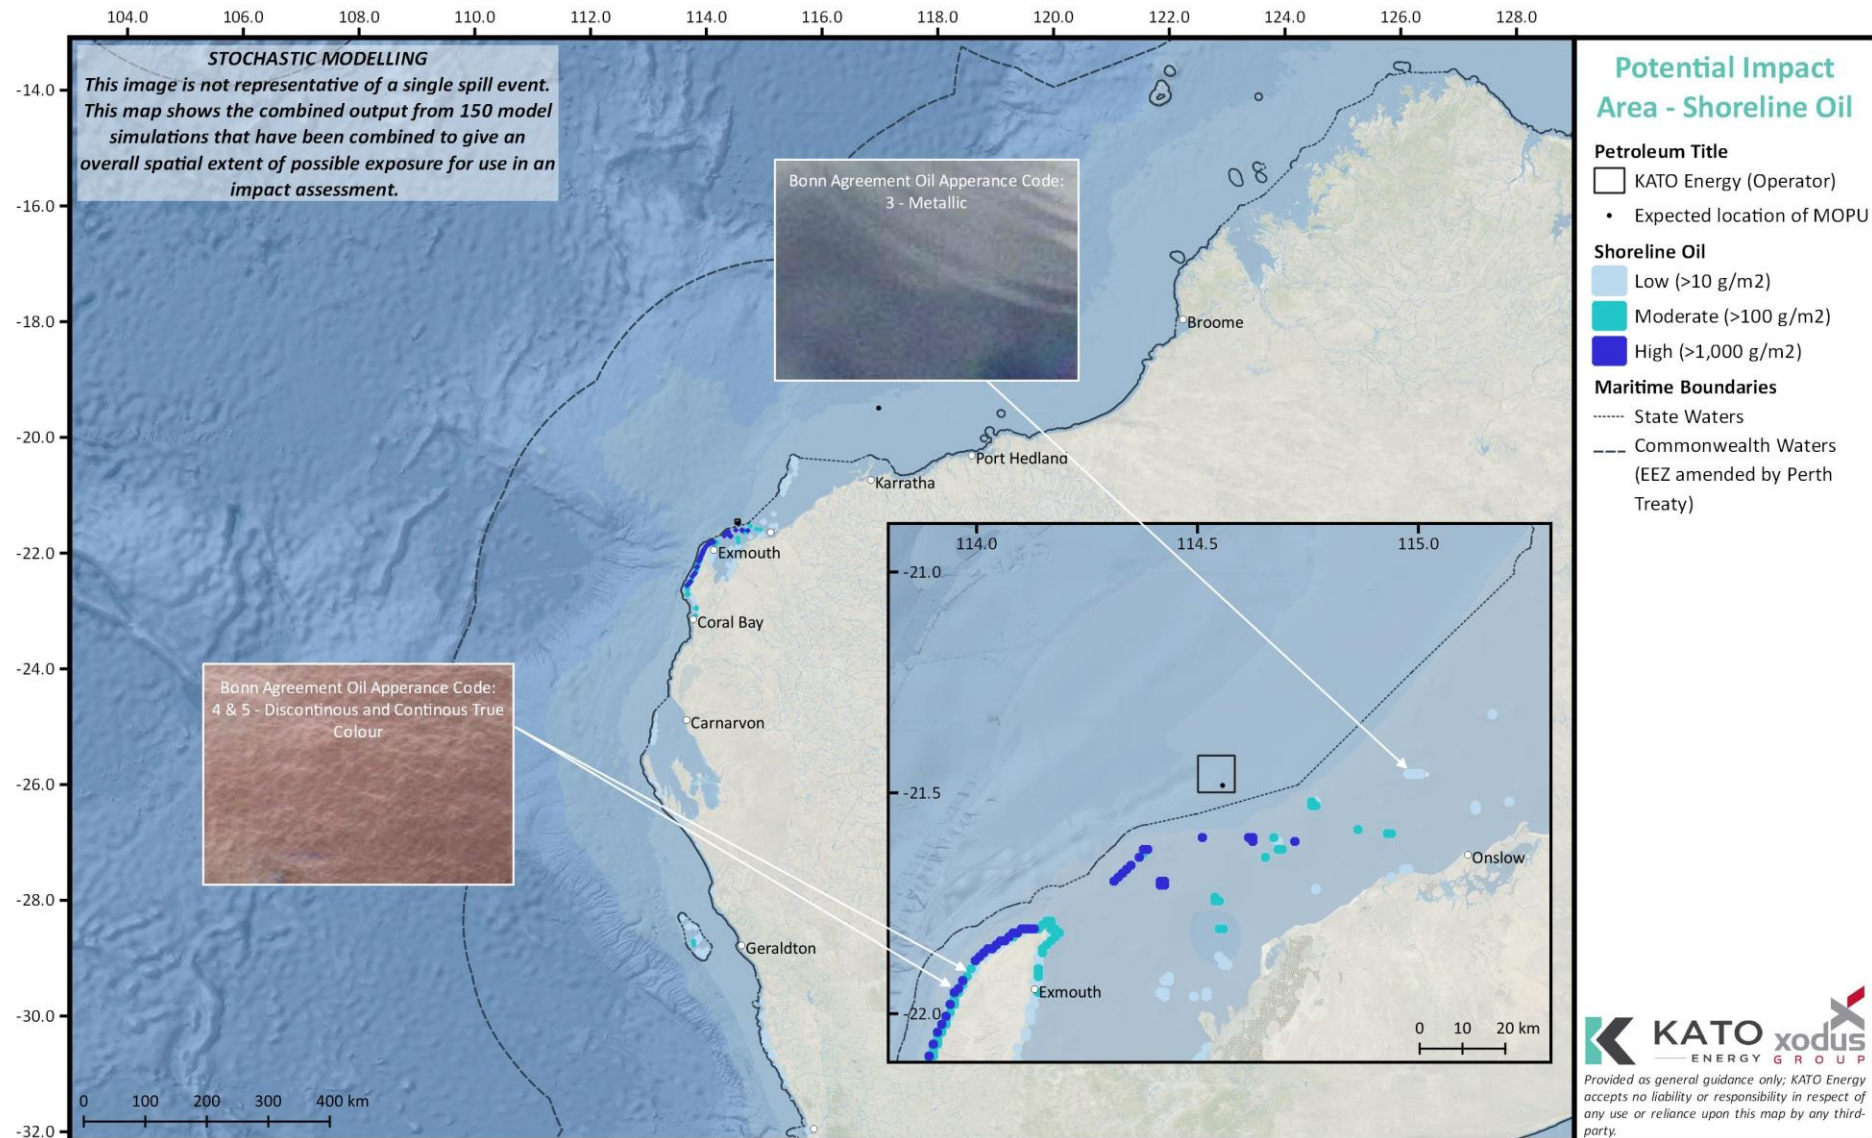 104.0 106.0 108.0 110.0 112.0 114.0 116.0 118.0 120.0 122.0 124.0 126.0 128.0
-14.0
-16.0
-18.0
-20.0
-22.0
-24.0
-26.0
-28.0
-30.0
-32.0
STOCHASTIC MODELLING
This image is not representative of a single spill event.
This map shows the combined output from 150 model
simulations that have been combined to give an
overall spatial extent of possible exposure for use in an
impact assessment.
Bonn Agreement Oil Apperance Code:
3 - Metallic
Broome
Port Hedland
Karratha
Exmouth
Coral Bay
Bonn Agreement Oil Apperance Code:
4 & 5 - Discontinous and Continous True
Colour
Carnarvon
Geraldton
0 100 200 300 400 km
114.0 114.5 115.0
-21.0
-21.5
-22.0
Onslow
Exmouth
0 10 20 km
Potential Impact
Area - Shoreline Oil
Petroleum Title
KATO Energy (Operator)
Expected location of MOPU
Shoreline Oil
Low (>10 g/m2)
Moderate (>100 g/m2)
High (>1,000 g/m2)
Maritime Boundaries
State Waters
Commonwealth Waters
(EEZ amended by Perth
Treaty)
KATO
ENERGY
xodus
GROUP
Provided as general guidance only; KATO Energy
accepts no liability or responsibility in respect of
any use or reliance upon this map by any third-
party.